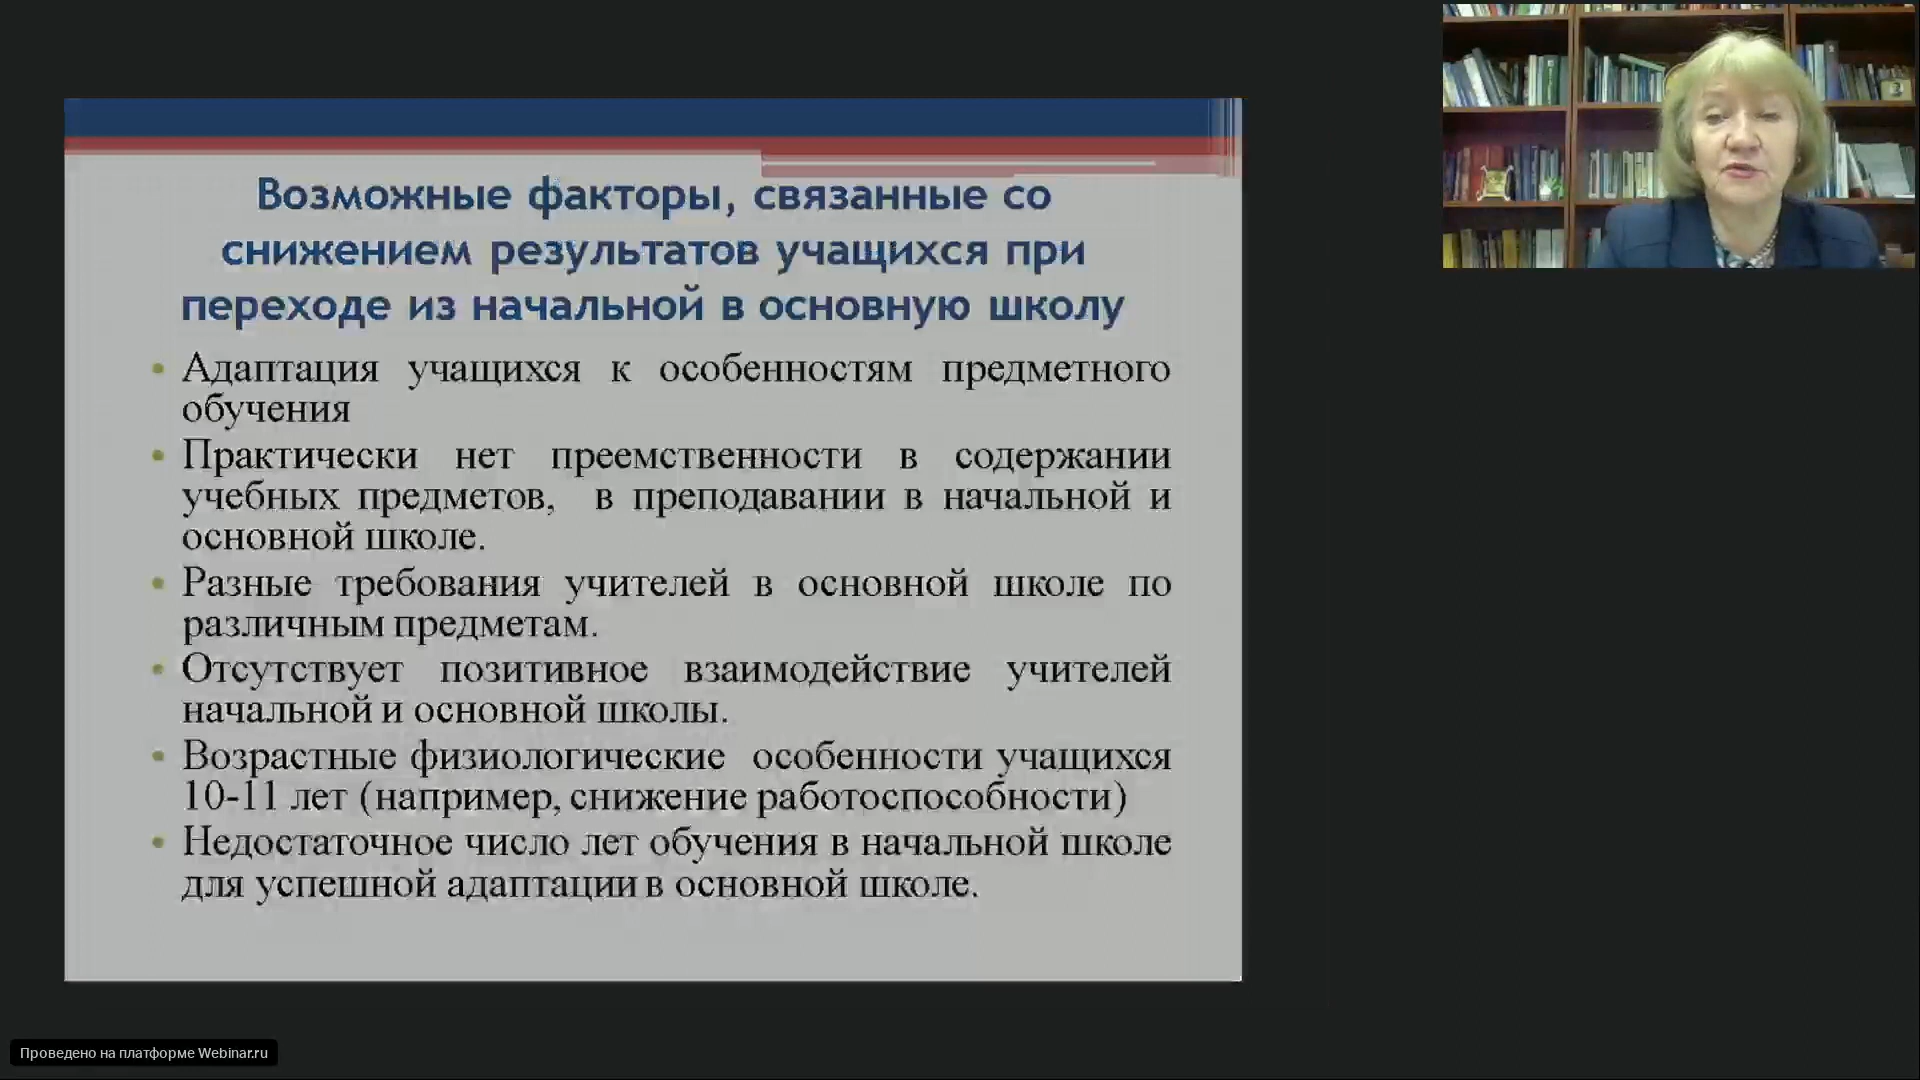 Возможные факторы, связанные со
снижением результатов учащихся при
переходе из начальной в основную школу
• Адаптация учащихся к особенностям предметного
обучения
• Практически нет преемственности в содержании
учебных предметов, в преподавании в начальной и
основной школе.
• Разные требования учителей в основной школе по
различным предметам.
• Отсутствует позитивное взаимодействие учителей
начальной и основной школы.
• Возрастные физиологические особенности учащихся
10-11 лет (например, снижение работоспособности)
• Недостаточное число лет обучения в начальной школе
для успешной адаптации в основной школе.
Проведено на платформе Webinar.ru